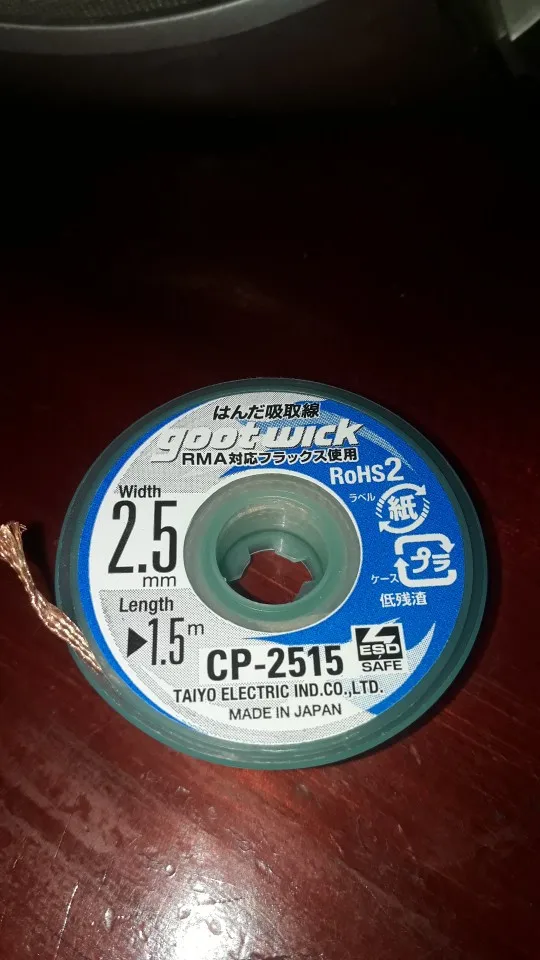 はんだ吸取線
goot wick
RMA対応フラックス使用
RoHS2
ラベル
紙
Width
2.5
mm
プラ
ケース
低残渣
Length
▶1.5m
CP-2515
ESD
SAFE
TAIYO ELECTRIC IND.CO.,LTD.
MADE IN JAPAN